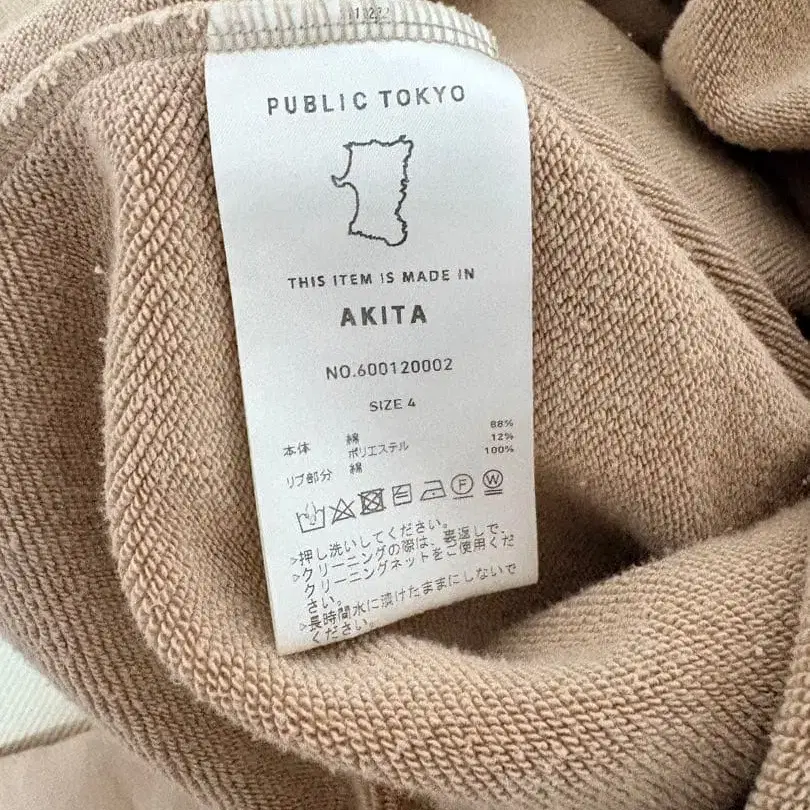 PUBLIC TOKYO
THIS ITEM IS MADE IN
AKITA
NO.600120002
SIZE 4
本体 綿 88%
ポリエステル 12%
リブ部分 綿 100%
F W
>押し洗いしてください。
>クリーニングの際は、裏返しで、
クリーニングネットをご使用くだ
さい。
>長時間水に漬けたままにしないで
ください。